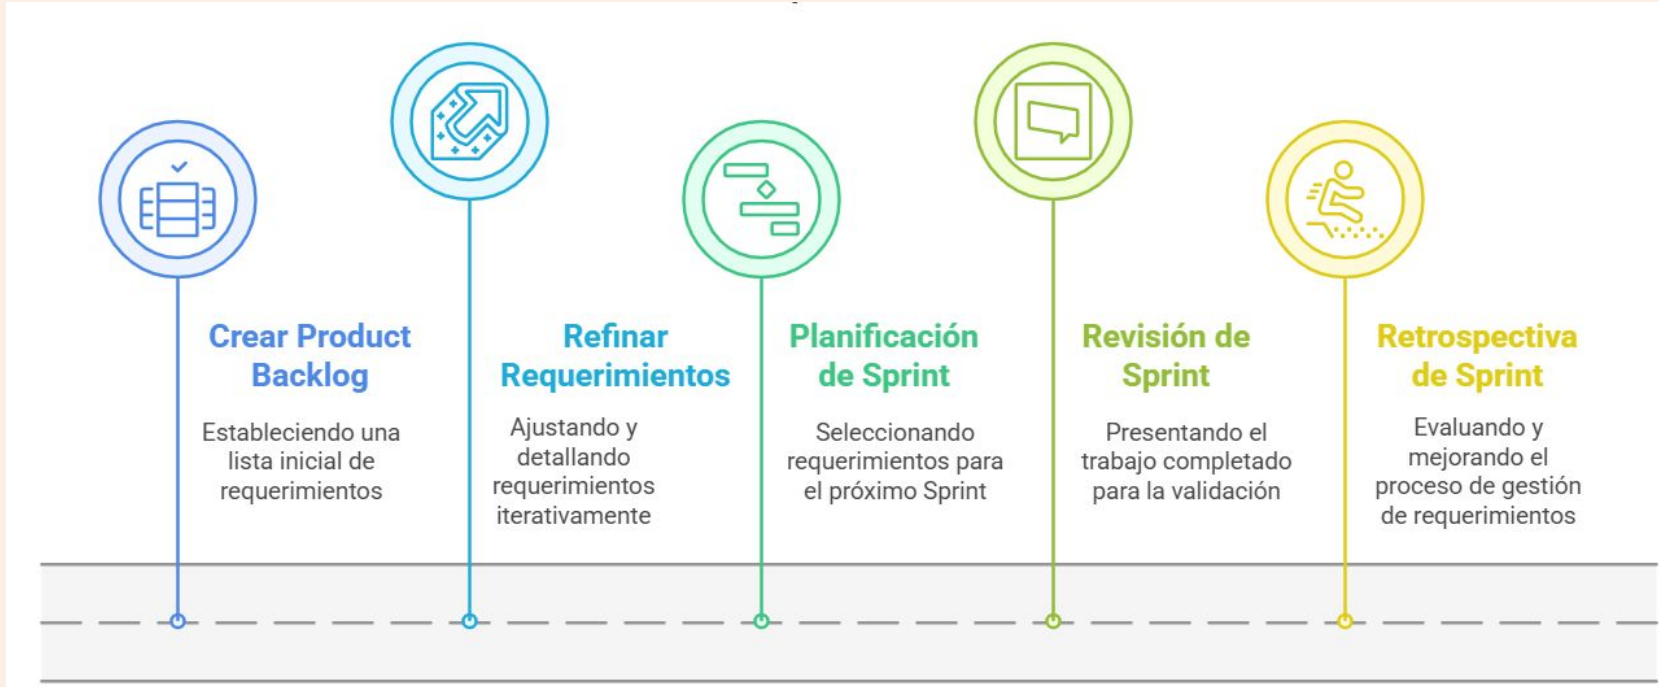 Crear Product
Backlog
Estableciendo una
lista inicial de
requerimientos
Refinar
Requerimientos
Ajustando y
detallando
requerimientos
iterativamente
Planificación
de Sprint
Seleccionando
requerimientos para
el próximo Sprint
Revisión de
Sprint
Presentando el
trabajo completado
para la validación
Retrospectiva
de Sprint
Evaluando y
mejorando el
proceso de gestión
de requerimientos